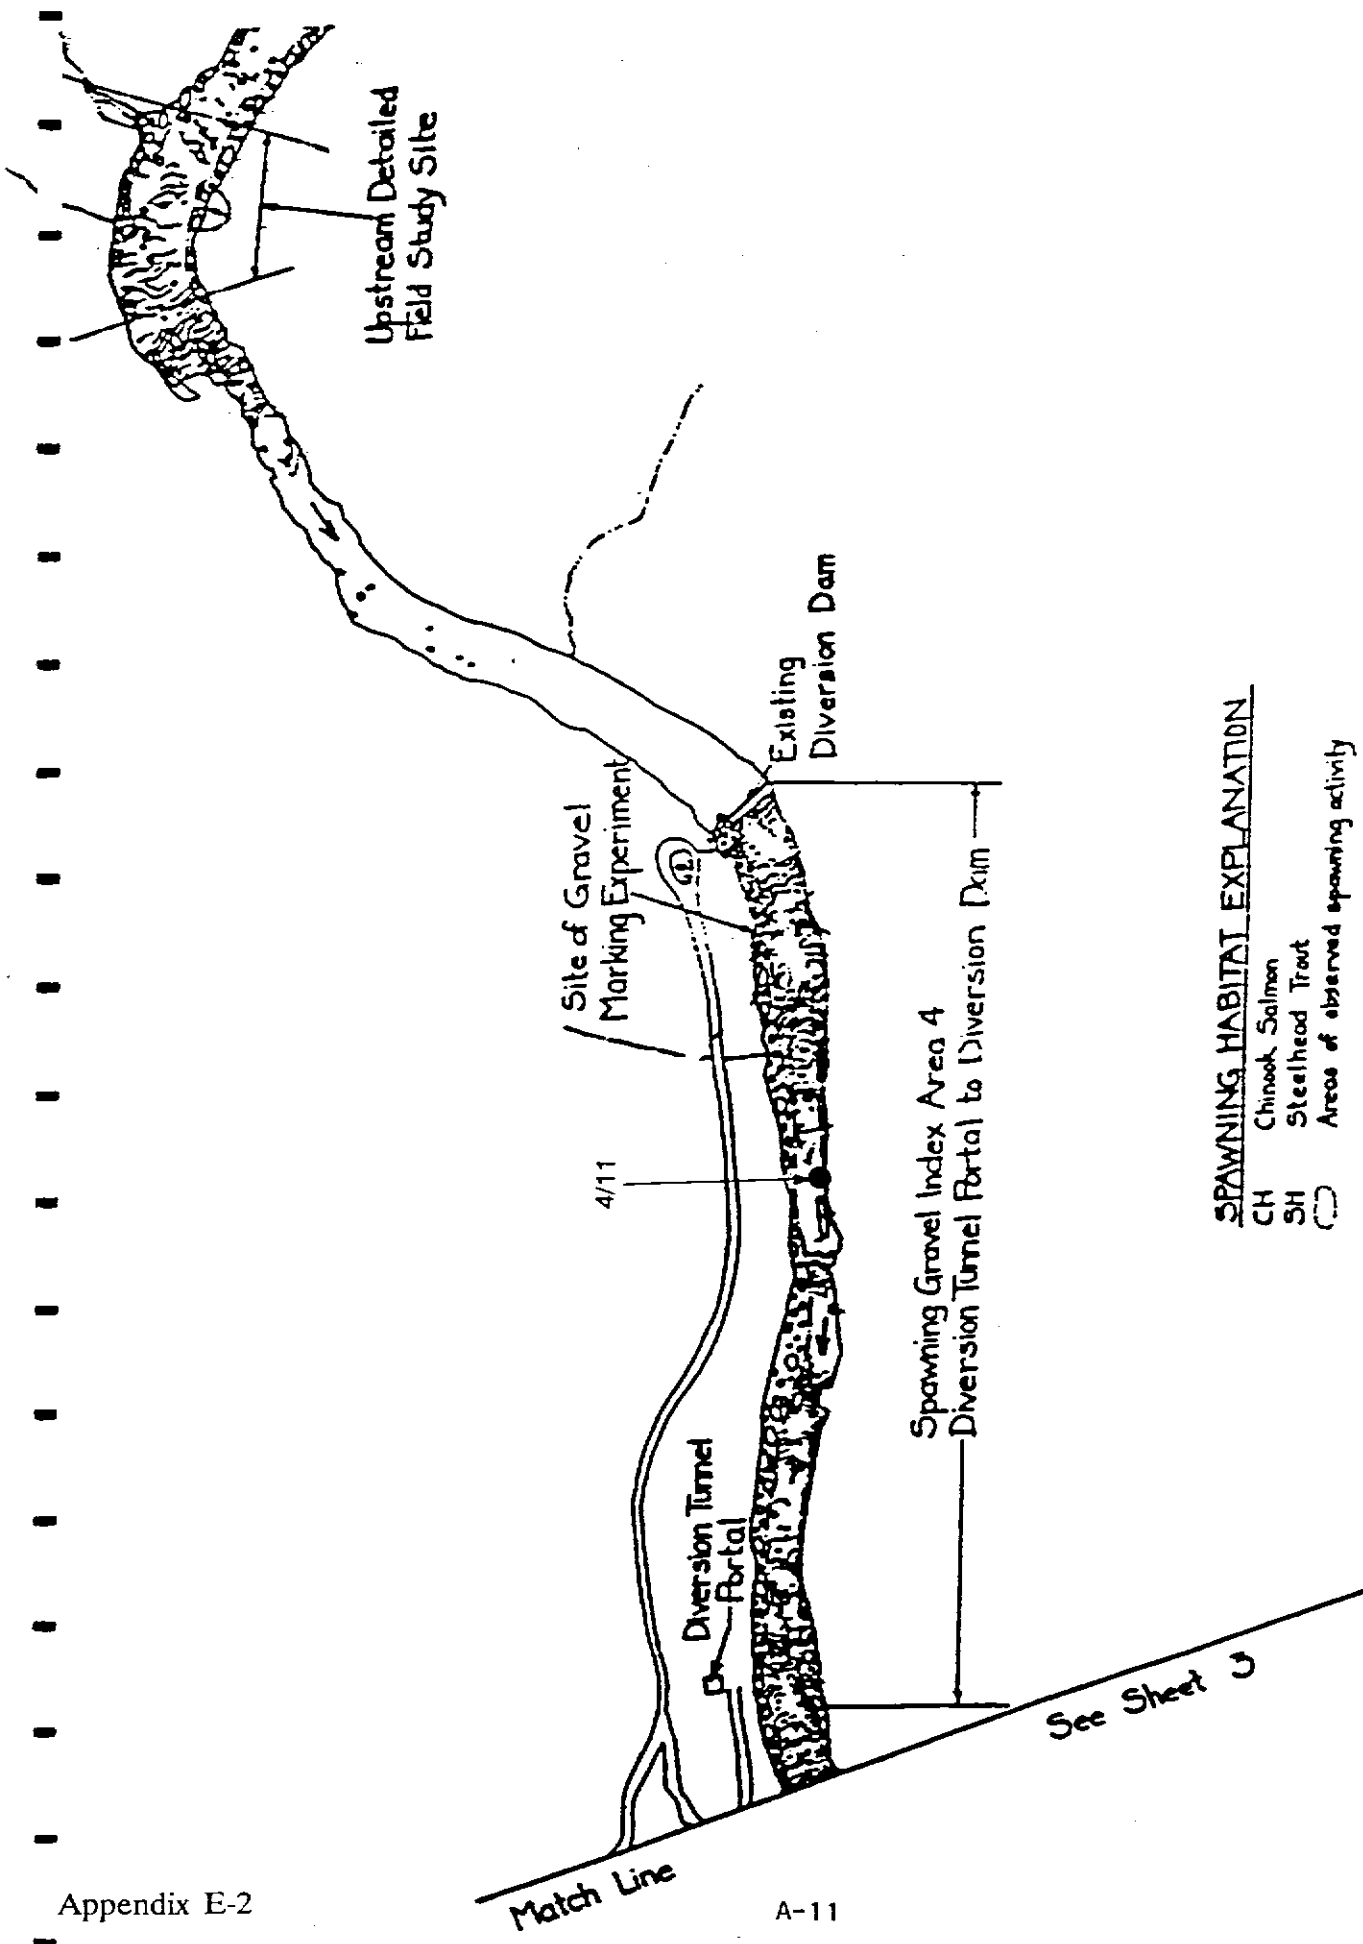 Upstream Detailed
Field Study Site
Existing
Diversion Dam
Site of Gravel
Marking Experiment
4/11
Spawning Gravel Index Area 4
Diversion Tunnel Portal to Diversion Dam
Diversion Tunnel
Portal
SPAWNING HABITAT EXPLANATION
CH Chinook Salmon
SH Steelhead Trout
Areas of observed spawning activity
See Sheet 3
Match Line
Appendix E-2
A-11